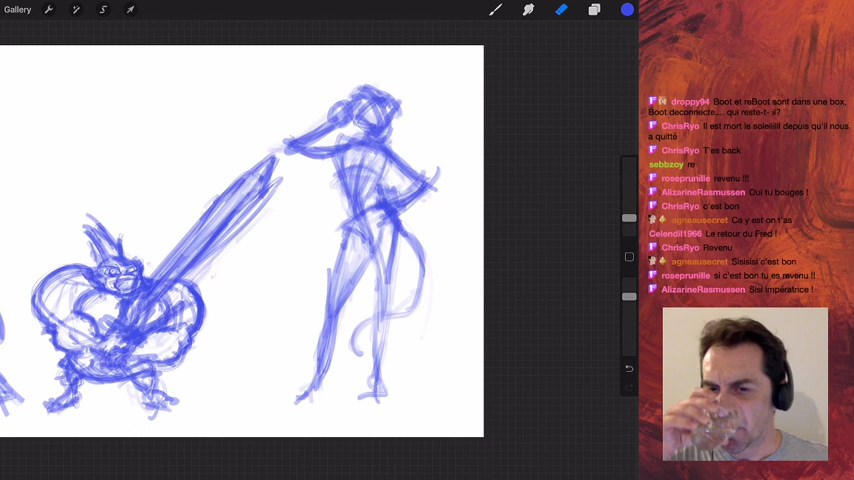 Gallery
droppy94 Boot et reBoot sont dans une box,
Boot deconnecte.... qui reste-t- il?
ChrisRyo Il est mort le soleiiiil depuis qu'il nous
a quitté
ChrisRyo T'es back
sebbzoy re
roseprunille revenu !!!
AlizarineRasmussen Oui tu bouges !
ChrisRyo c'est bon
agnsausecret Ca y est on t'as
Celendil1966 Le retour du Fred !
ChrisRyo Revenu
agnsausecret Sisisisi c'est bon
roseprunille si c'est bon tu es revenu !!
AlizarineRasmussen Sisi impératrice !